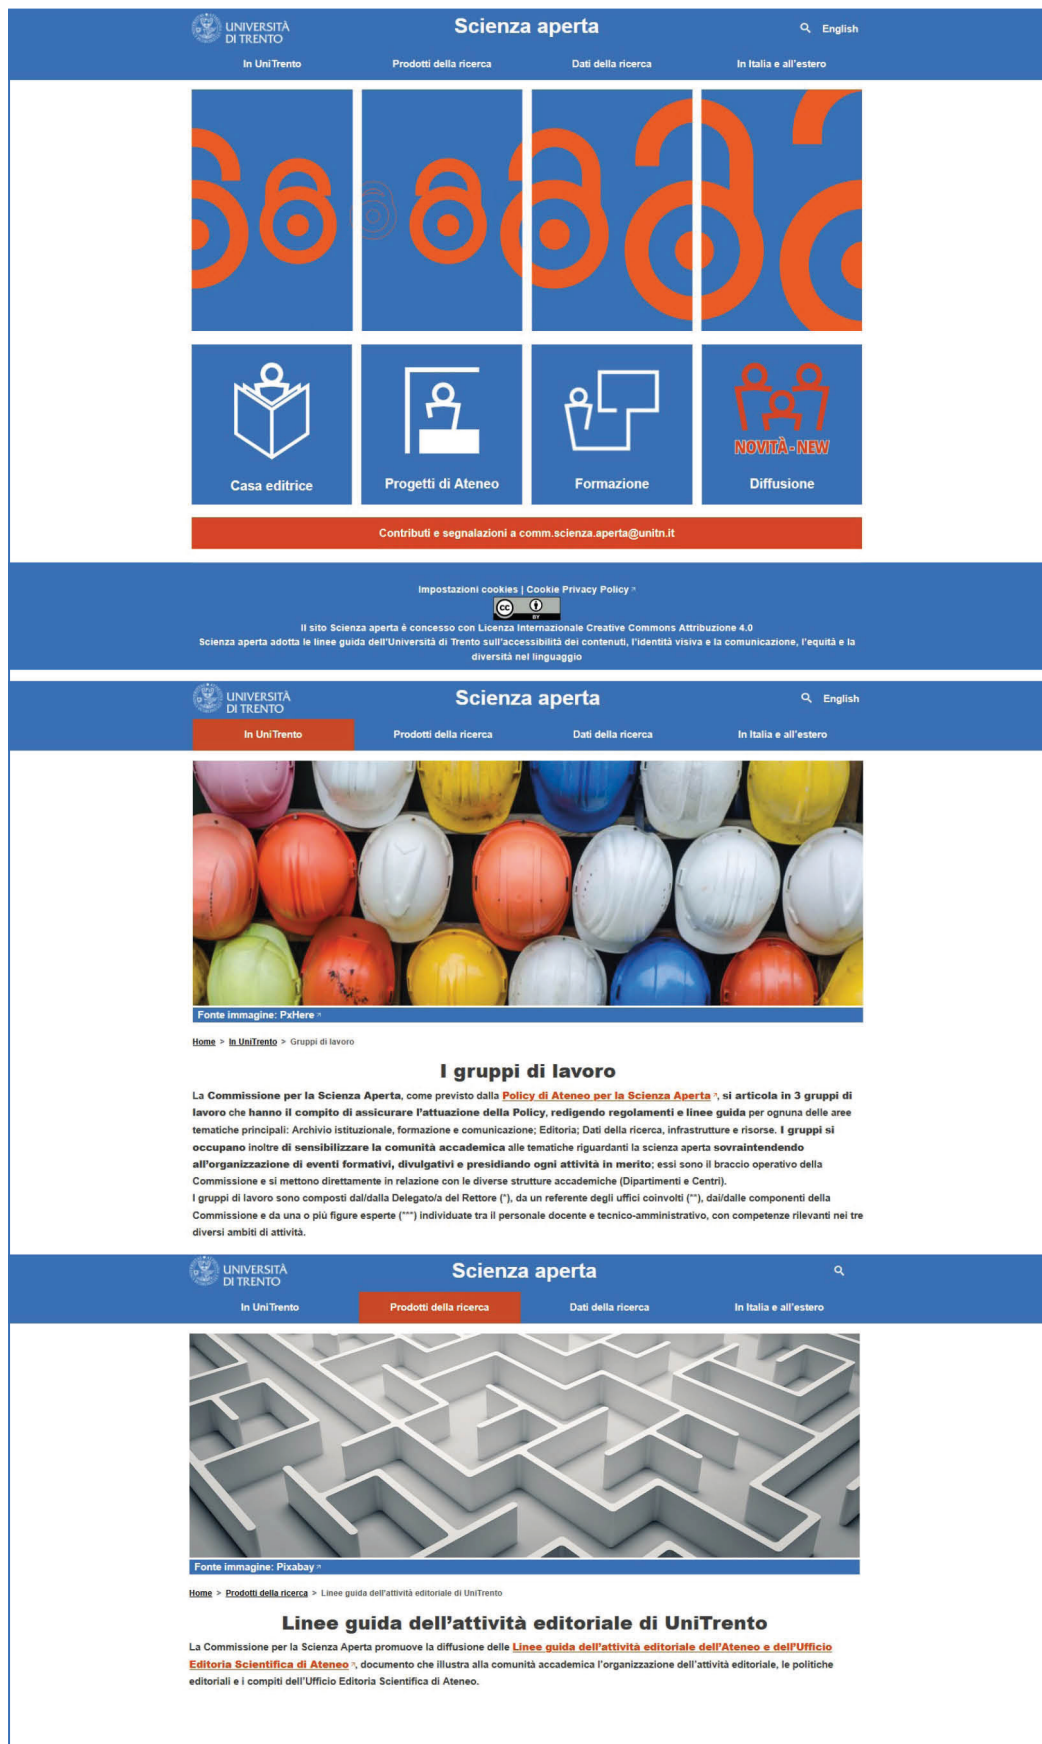 UNIVERSITÀ
DI TRENTO
Scienza aperta
English
In UniTrento
Prodotti della ricerca
Dati della ricerca
In Italia e all'estero
NOVITÀ-NEW
Casa editrice
Progetti di Ateneo
Formazione
Diffusione
Contributi e segnalazioni a comm.scienza.aperta@unitn.it
Impostazioni cookies | Cookie Privacy Policy
cc BY
Il sito Scienza aperta è concesso con Licenza Internazionale Creative Commons Attribuzione 4.0
Scienza aperta adotta le linee guida dell'Università di Trento sull'accessibilità dei contenuti, l'identità visiva e la comunicazione, l'equità e la
diversità nel linguaggio
UNIVERSITÀ
DI TRENTO
Scienza aperta
English
In UniTrento
Prodotti della ricerca
Dati della ricerca
In Italia e all'estero
Fonte immagine: PxHere
Home > In UniTrento > Gruppi di lavoro
I gruppi di lavoro
La Commissione per la Scienza Aperta, come previsto dalla Policy di Ateneo per la Scienza Aperta, si articola in 3 gruppi di
lavoro che hanno il compito di assicurare l'attuazione della Policy, redigendo regolamenti e linee guida per ognuna delle aree
tematiche principali: Archivio istituzionale, formazione e comunicazione; Editoria; Dati della ricerca, infrastrutture e risorse. I gruppi si
occupano inoltre di sensibilizzare la comunità accademica alle tematiche riguardanti la scienza aperta sovraintendendo
all'organizzazione di eventi formativi, divulgativi e presidiando ogni attività in merito; essi sono il braccio operativo della
Commissione e si mettono direttamente in relazione con le diverse strutture accademiche (Dipartimenti e Centri).
I gruppi di lavoro sono composti dal/dalla Delegato/a del Rettore (*), da un referente degli uffici coinvolti (**), dai/dalle componenti della
Commissione e da una o più figure esperte (***) individuate tra il personale docente e tecnico-amministrativo, con competenze rilevanti nei tre
diversi ambiti di attività.
UNIVERSITÀ
DI TRENTO
Scienza aperta
In UniTrento
Prodotti della ricerca
Dati della ricerca
In Italia e all'estero
Fonte immagine: Pixabay
Home > Prodotti della ricerca > Linee guida dell'attività editoriale di UniTrento
Linee guida dell'attività editoriale di UniTrento
La Commissione per la Scienza Aperta promuove la diffusione delle Linee guida dell'attività editoriale dell'Ateneo e dell'Ufficio
Editoria Scientifica di Ateneo, documento che illustra alla comunità accademica l'organizzazione dell'attività editoriale, le politiche
editoriali e i compiti dell'Ufficio Editoria Scientifica di Ateneo.